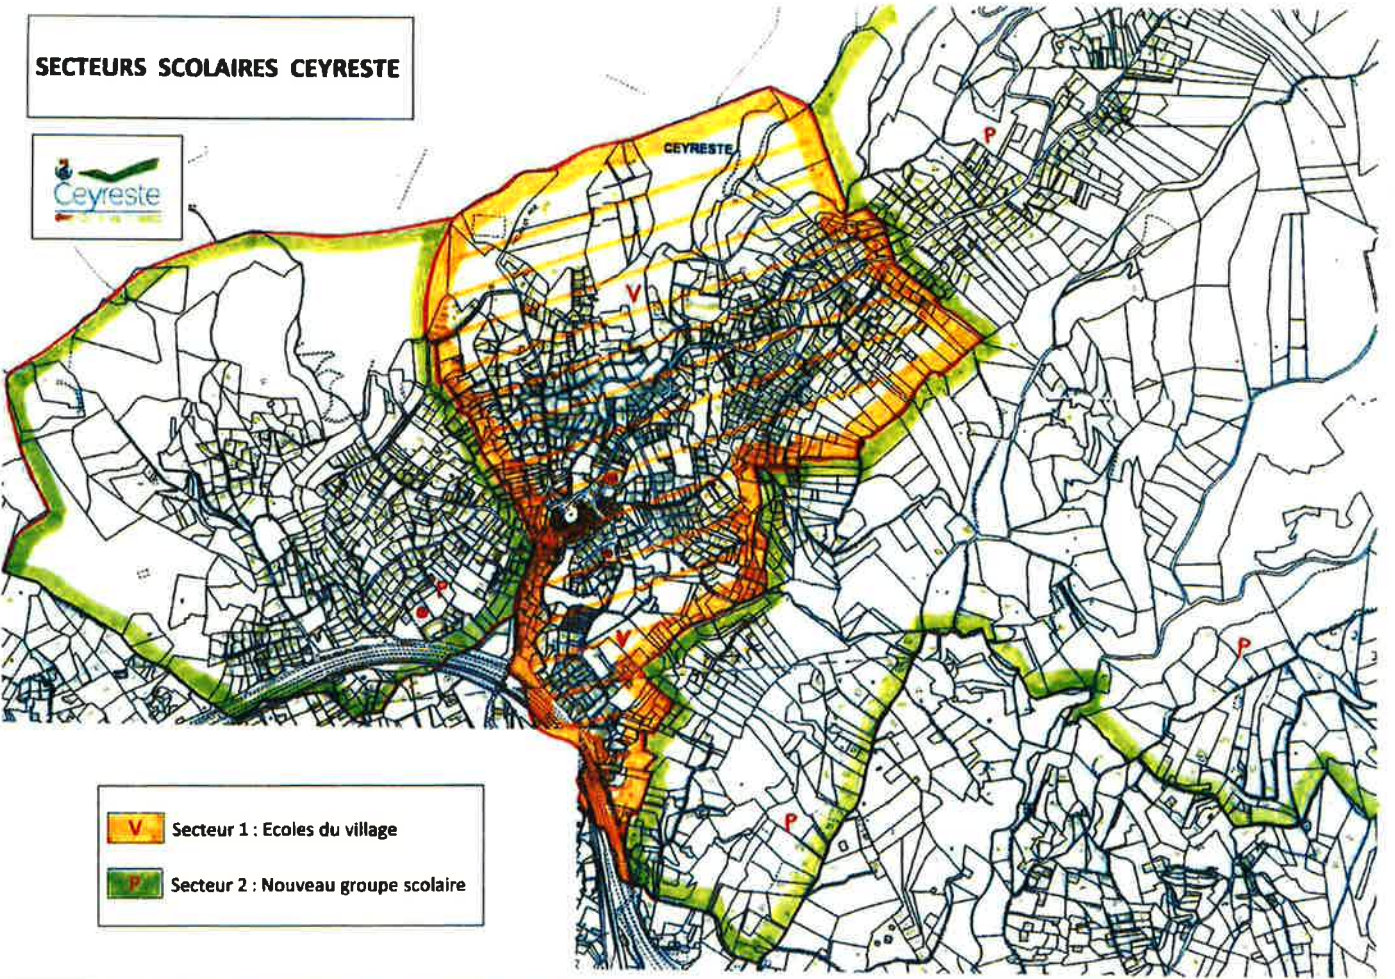 SECTEURS SCOLAIRES CEYRESTE
Ceyreste
CEYRESTE
P
V
P
V
P
P
V Secteur 1 : Ecoles du village
P Secteur 2 : Nouveau groupe scolaire